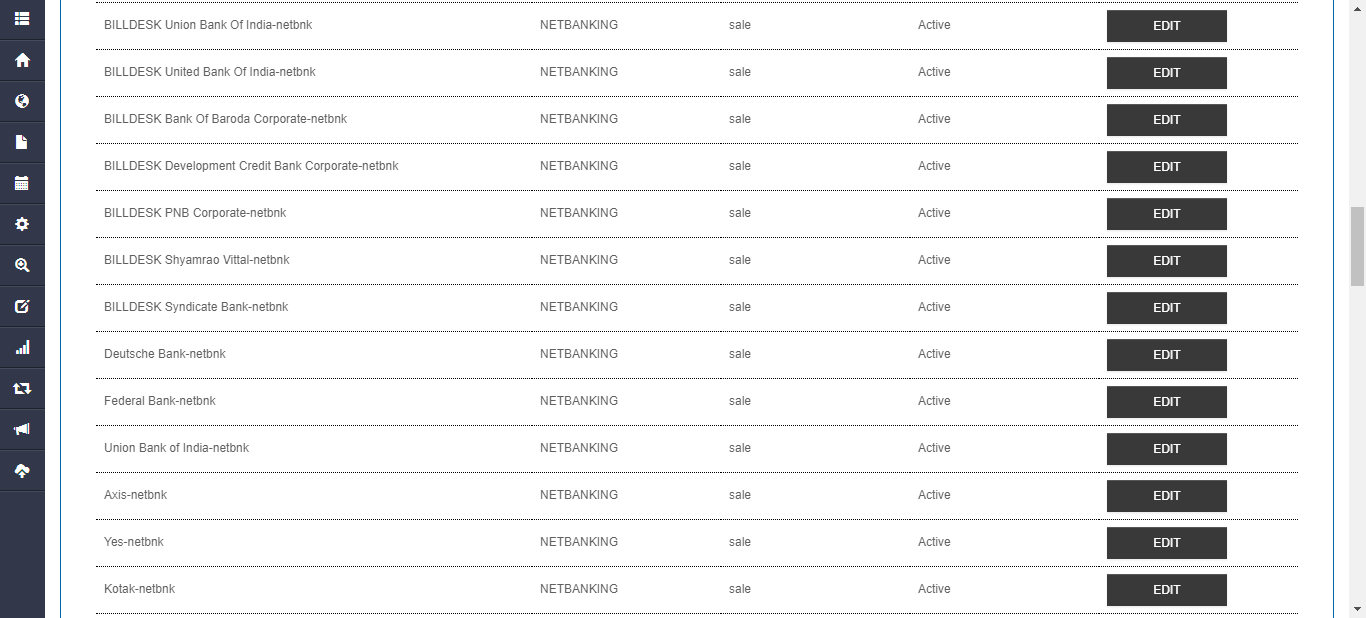 BILLDESK Union Bank Of India-netbnk NETBANKING sale Active EDIT
BILLDESK United Bank Of India-netbnk NETBANKING sale Active EDIT
BILLDESK Bank Of Baroda Corporate-netbnk NETBANKING sale Active EDIT
BILLDESK Development Credit Bank Corporate-netbnk NETBANKING sale Active EDIT
BILLDESK PNB Corporate-netbnk NETBANKING sale Active EDIT
BILLDESK Shyamrao Vittal-netbnk NETBANKING sale Active EDIT
BILLDESK Syndicate Bank-netbnk NETBANKING sale Active EDIT
Deutsche Bank-netbnk NETBANKING sale Active EDIT
Federal Bank-netbnk NETBANKING sale Active EDIT
Union Bank of India-netbnk NETBANKING sale Active EDIT
Axis-netbnk NETBANKING sale Active EDIT
Yes-netbnk NETBANKING sale Active EDIT
Kotak-netbnk NETBANKING sale Active EDIT